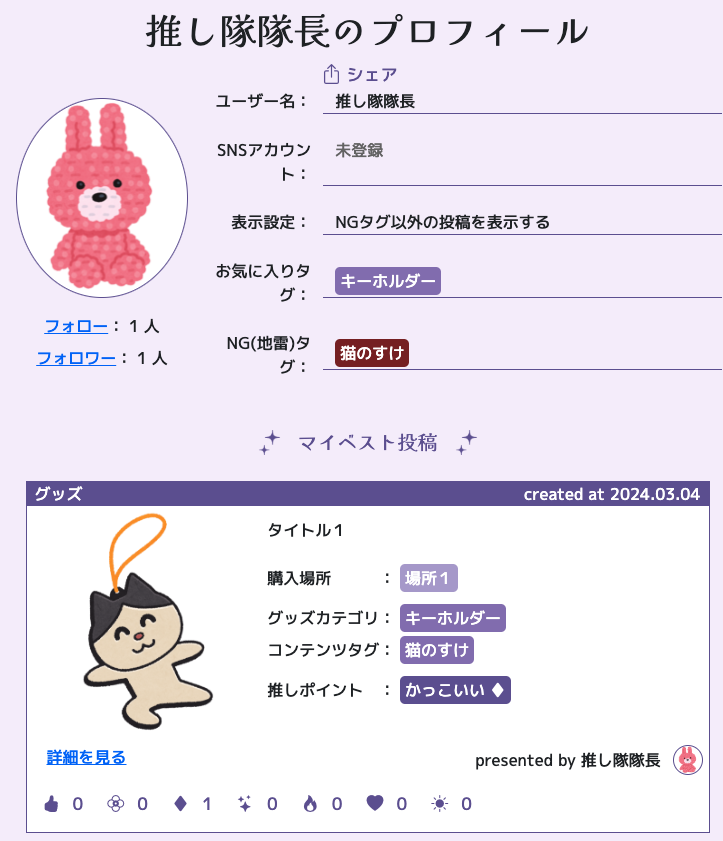 推し隊隊長のプロフィール
シェア
ユーザー名： 推し隊隊長
SNSアカウン
ト： 未登録
表示設定： NGタグ以外の投稿を表示する
お気に入りタ
グ： キーホルダー
NG(地雷)タ
グ： 猫のすけ
フォロー： 1 人
フォロワー： 1 人
マイベスト投稿
グッズ created at 2024.03.04
タイトル１
購入場所 ： 場所１
グッズカテゴリ： キーホルダー
コンテンツタグ： 猫のすけ
推しポイント ： かっこいい ♦
詳細を見る presented by 推し隊隊長
0 0 1 0 0 0 0